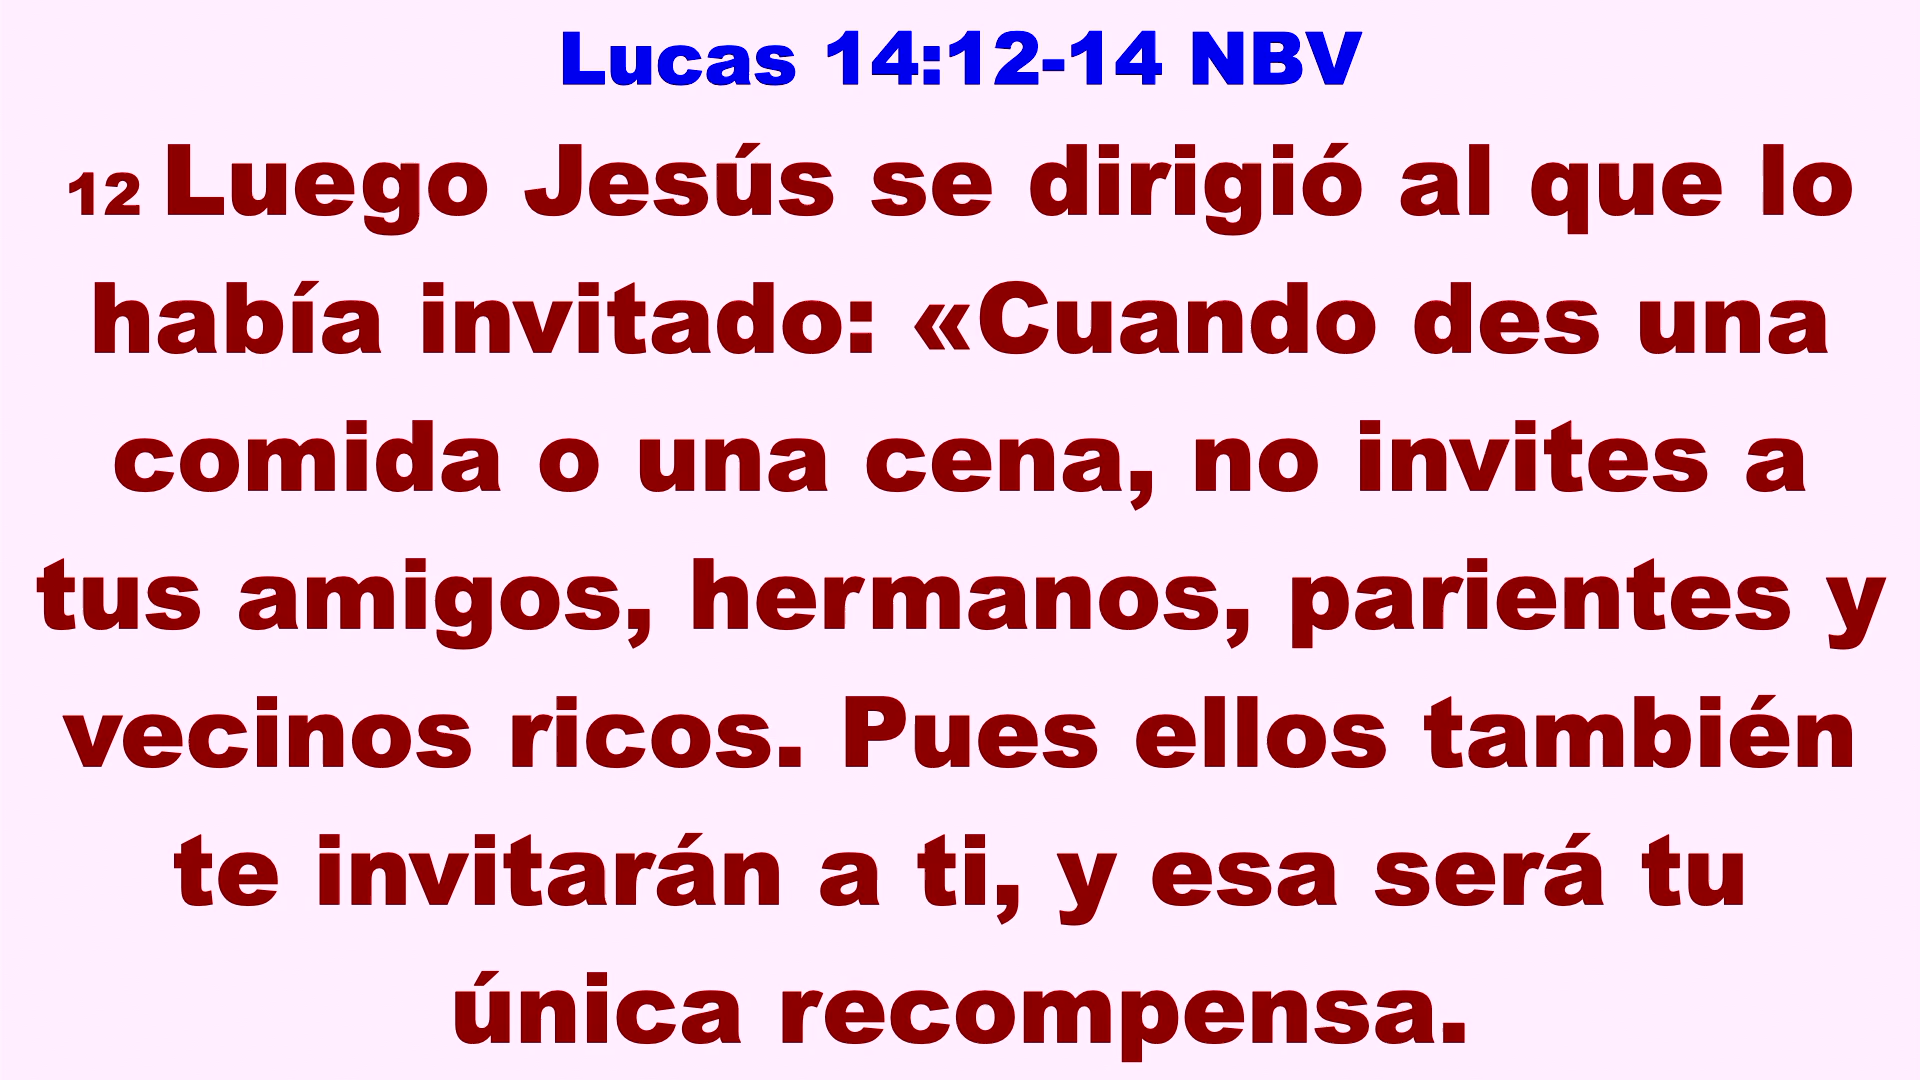 Lucas 14:12-14 NBV
12 Luego Jesús se dirigió al que lo
había invitado: «Cuando des una
comida o una cena, no invites a
tus amigos, hermanos, parientes y
vecinos ricos. Pues ellos también
te invitarán a ti, y esa será tu
única recompensa.